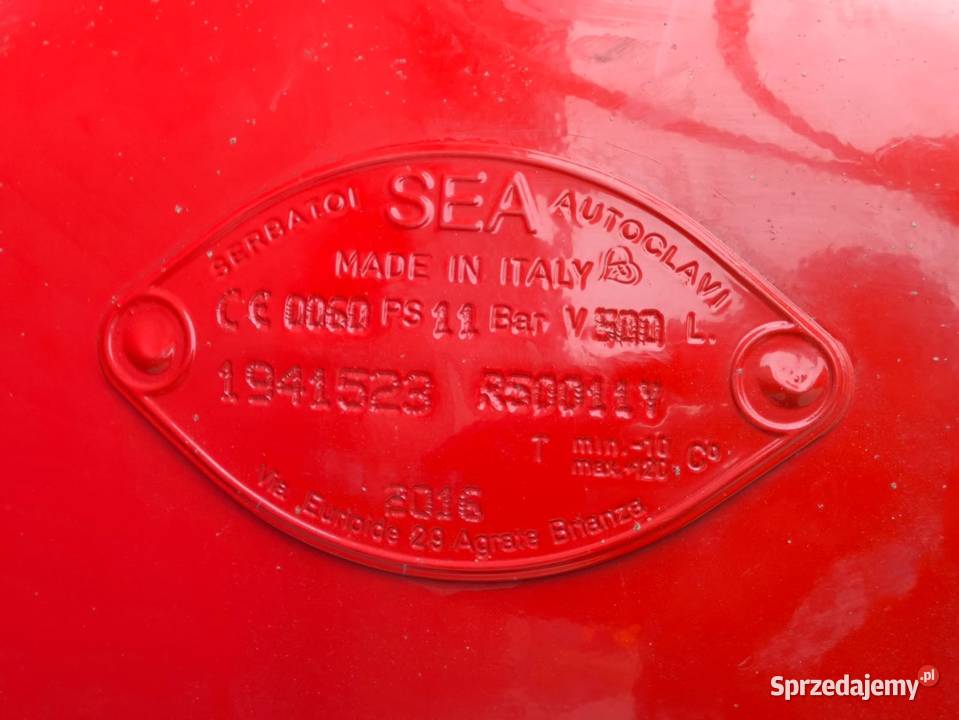 SERBATOI SEA AUTOCLAVI
MADE IN ITALY
CE 0060 PS 11 Bar V 500 L.
1941523 R50011V
T min.-10
max.+120 C°
2016
Via Euripide 29 Agrate Brianza
Sprzedajemy.pl